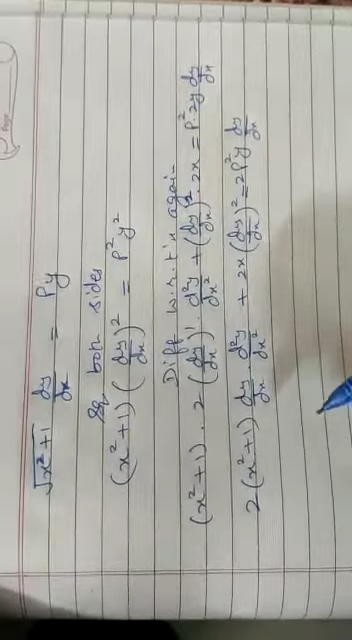 Page
√x²+1 dy/dx = Py
Sq both sides
(x²+1) (dy/dx)² = P²y²
Diff w.r.t.x again
(x²+1) . 2 (dy/dx)¹ . d²y/dx² + (dy/dx)² . 2x = P² 2y dy/dx
2(x²+1) dy/dx . d²y/dx² + 2x (dy/dx)² = 2P²y dy/dx